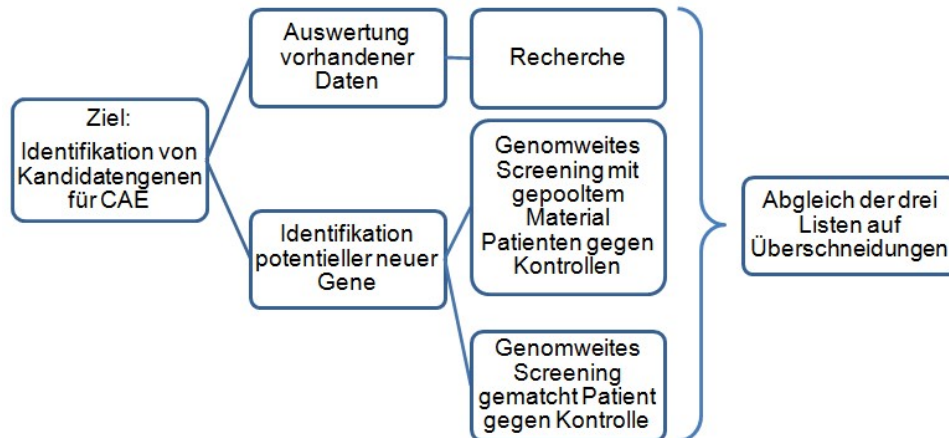 Ziel:
Identifikation von
Kandidatengenen
für CAE
Auswertung
vorhandener
Daten
Recherche
Identifikation
potentieller neuer
Gene
Genomweites
Screening mit
gepooltem
Material
Patienten gegen
Kontrollen
Genomweites
Screening
gematcht Patient
gegen Kontrolle
Abgleich der drei
Listen auf
Überschneidungen